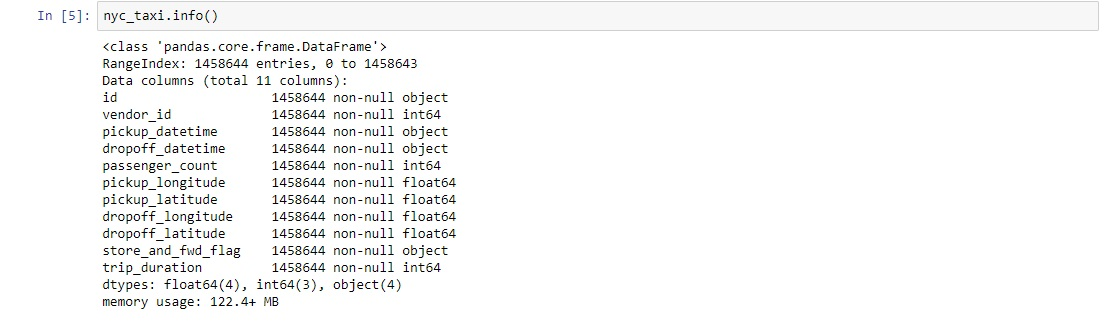 In [5]: nyc_taxi.info()
<class 'pandas.core.frame.DataFrame'>
RangeIndex: 1458644 entries, 0 to 1458643
Data columns (total 11 columns):
id                    1458644 non-null object
vendor_id             1458644 non-null int64
pickup_datetime       1458644 non-null object
dropoff_datetime      1458644 non-null object
passenger_count       1458644 non-null int64
pickup_longitude      1458644 non-null float64
pickup_latitude       1458644 non-null float64
dropoff_longitude     1458644 non-null float64
dropoff_latitude      1458644 non-null float64
store_and_fwd_flag    1458644 non-null object
trip_duration         1458644 non-null int64
dtypes: float64(4), int64(3), object(4)
memory usage: 122.4+ MB